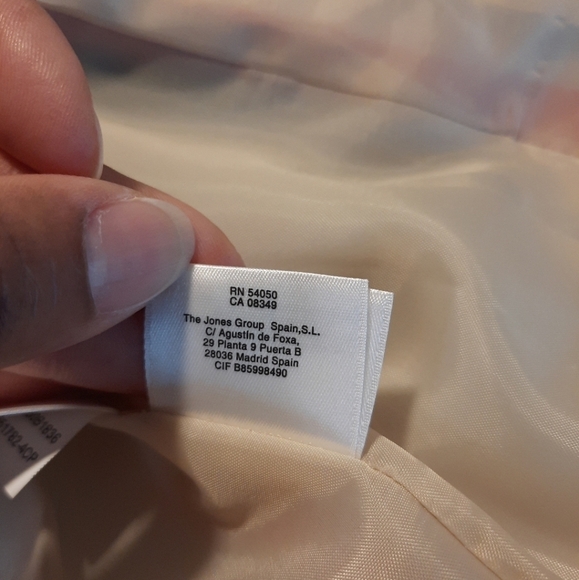 RN 54050
CA 08349
The Jones Group Spain,S.L.
C/ Agustín de Foxa,
29 Planta 9 Puerta B
28036 Madrid Spain
CIF B85998490